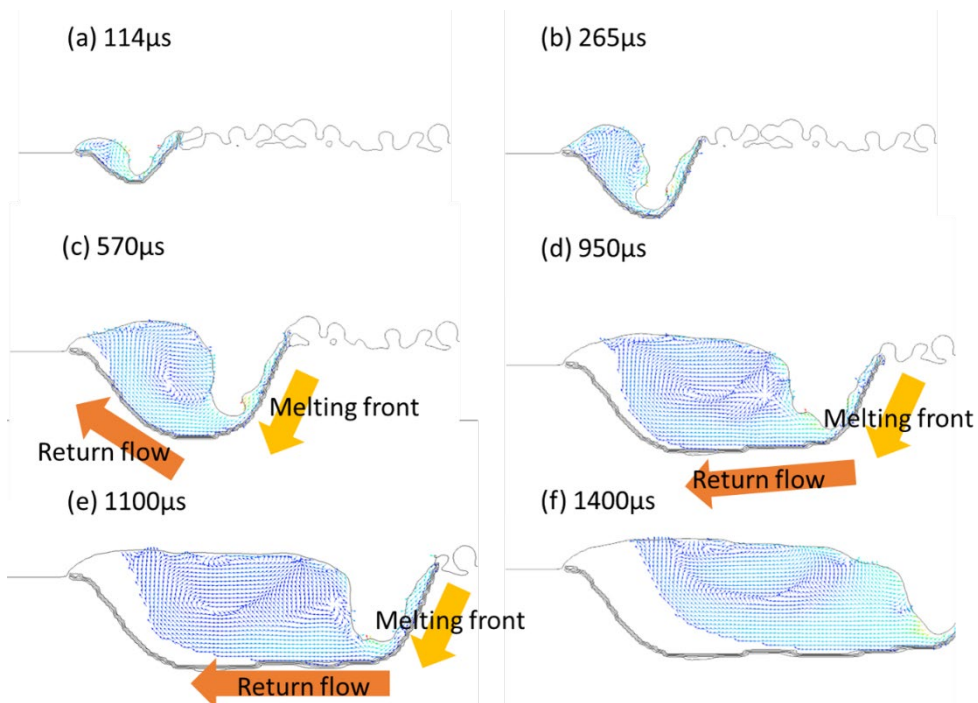 (a) 114µs
(b) 265µs
(c) 570µs
(d) 950µs
Melting front
Return flow
Melting front
Return flow
(e) 1100µs
(f) 1400µs
Melting front
Return flow